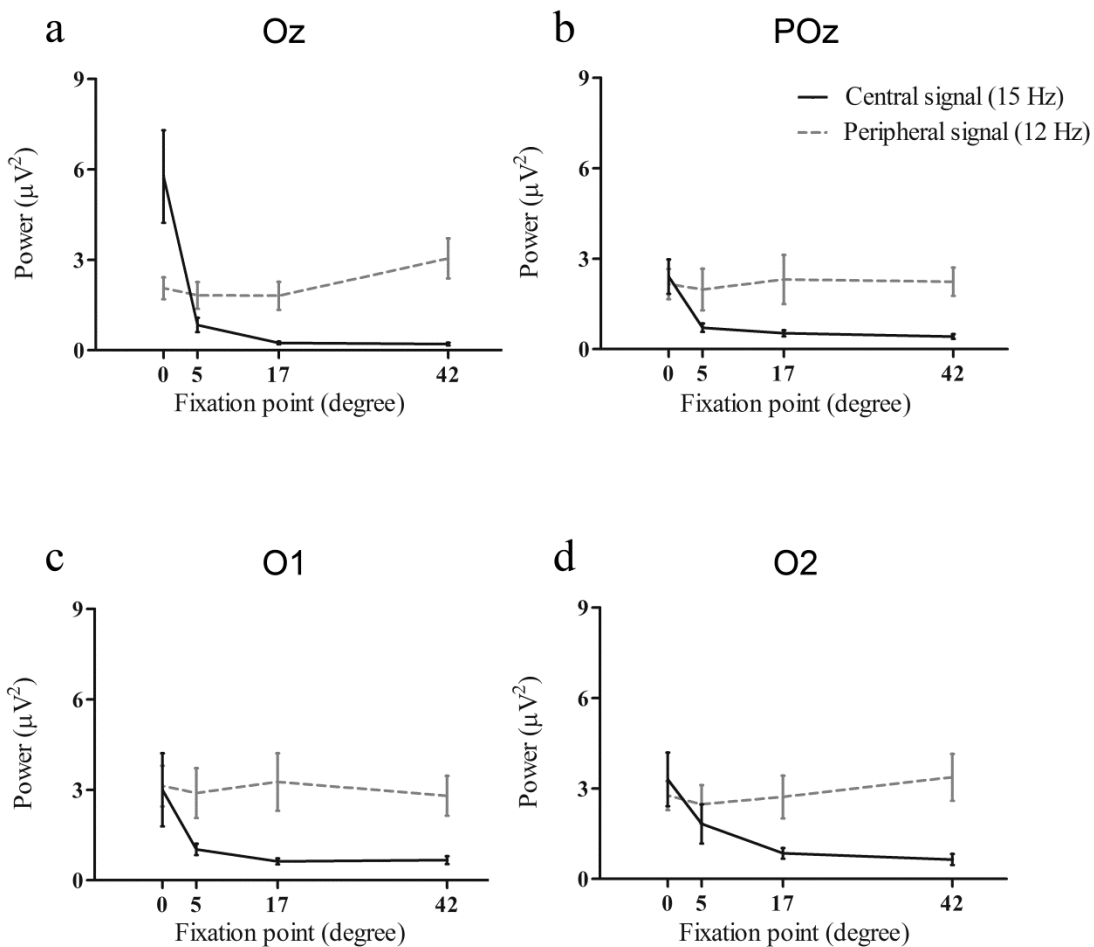 a
Oz
9
6
3
0
Power (µV²)
0 5 17 42
Fixation point (degree)
b
POz
Central signal (15 Hz)
Peripheral signal (12 Hz)
9
6
3
0
Power (µV²)
0 5 17 42
Fixation point (degree)
c
O1
9
6
3
0
Power (µV²)
0 5 17 42
Fixation point (degree)
d
O2
9
6
3
0
Power (µV²)
0 5 17 42
Fixation point (degree)